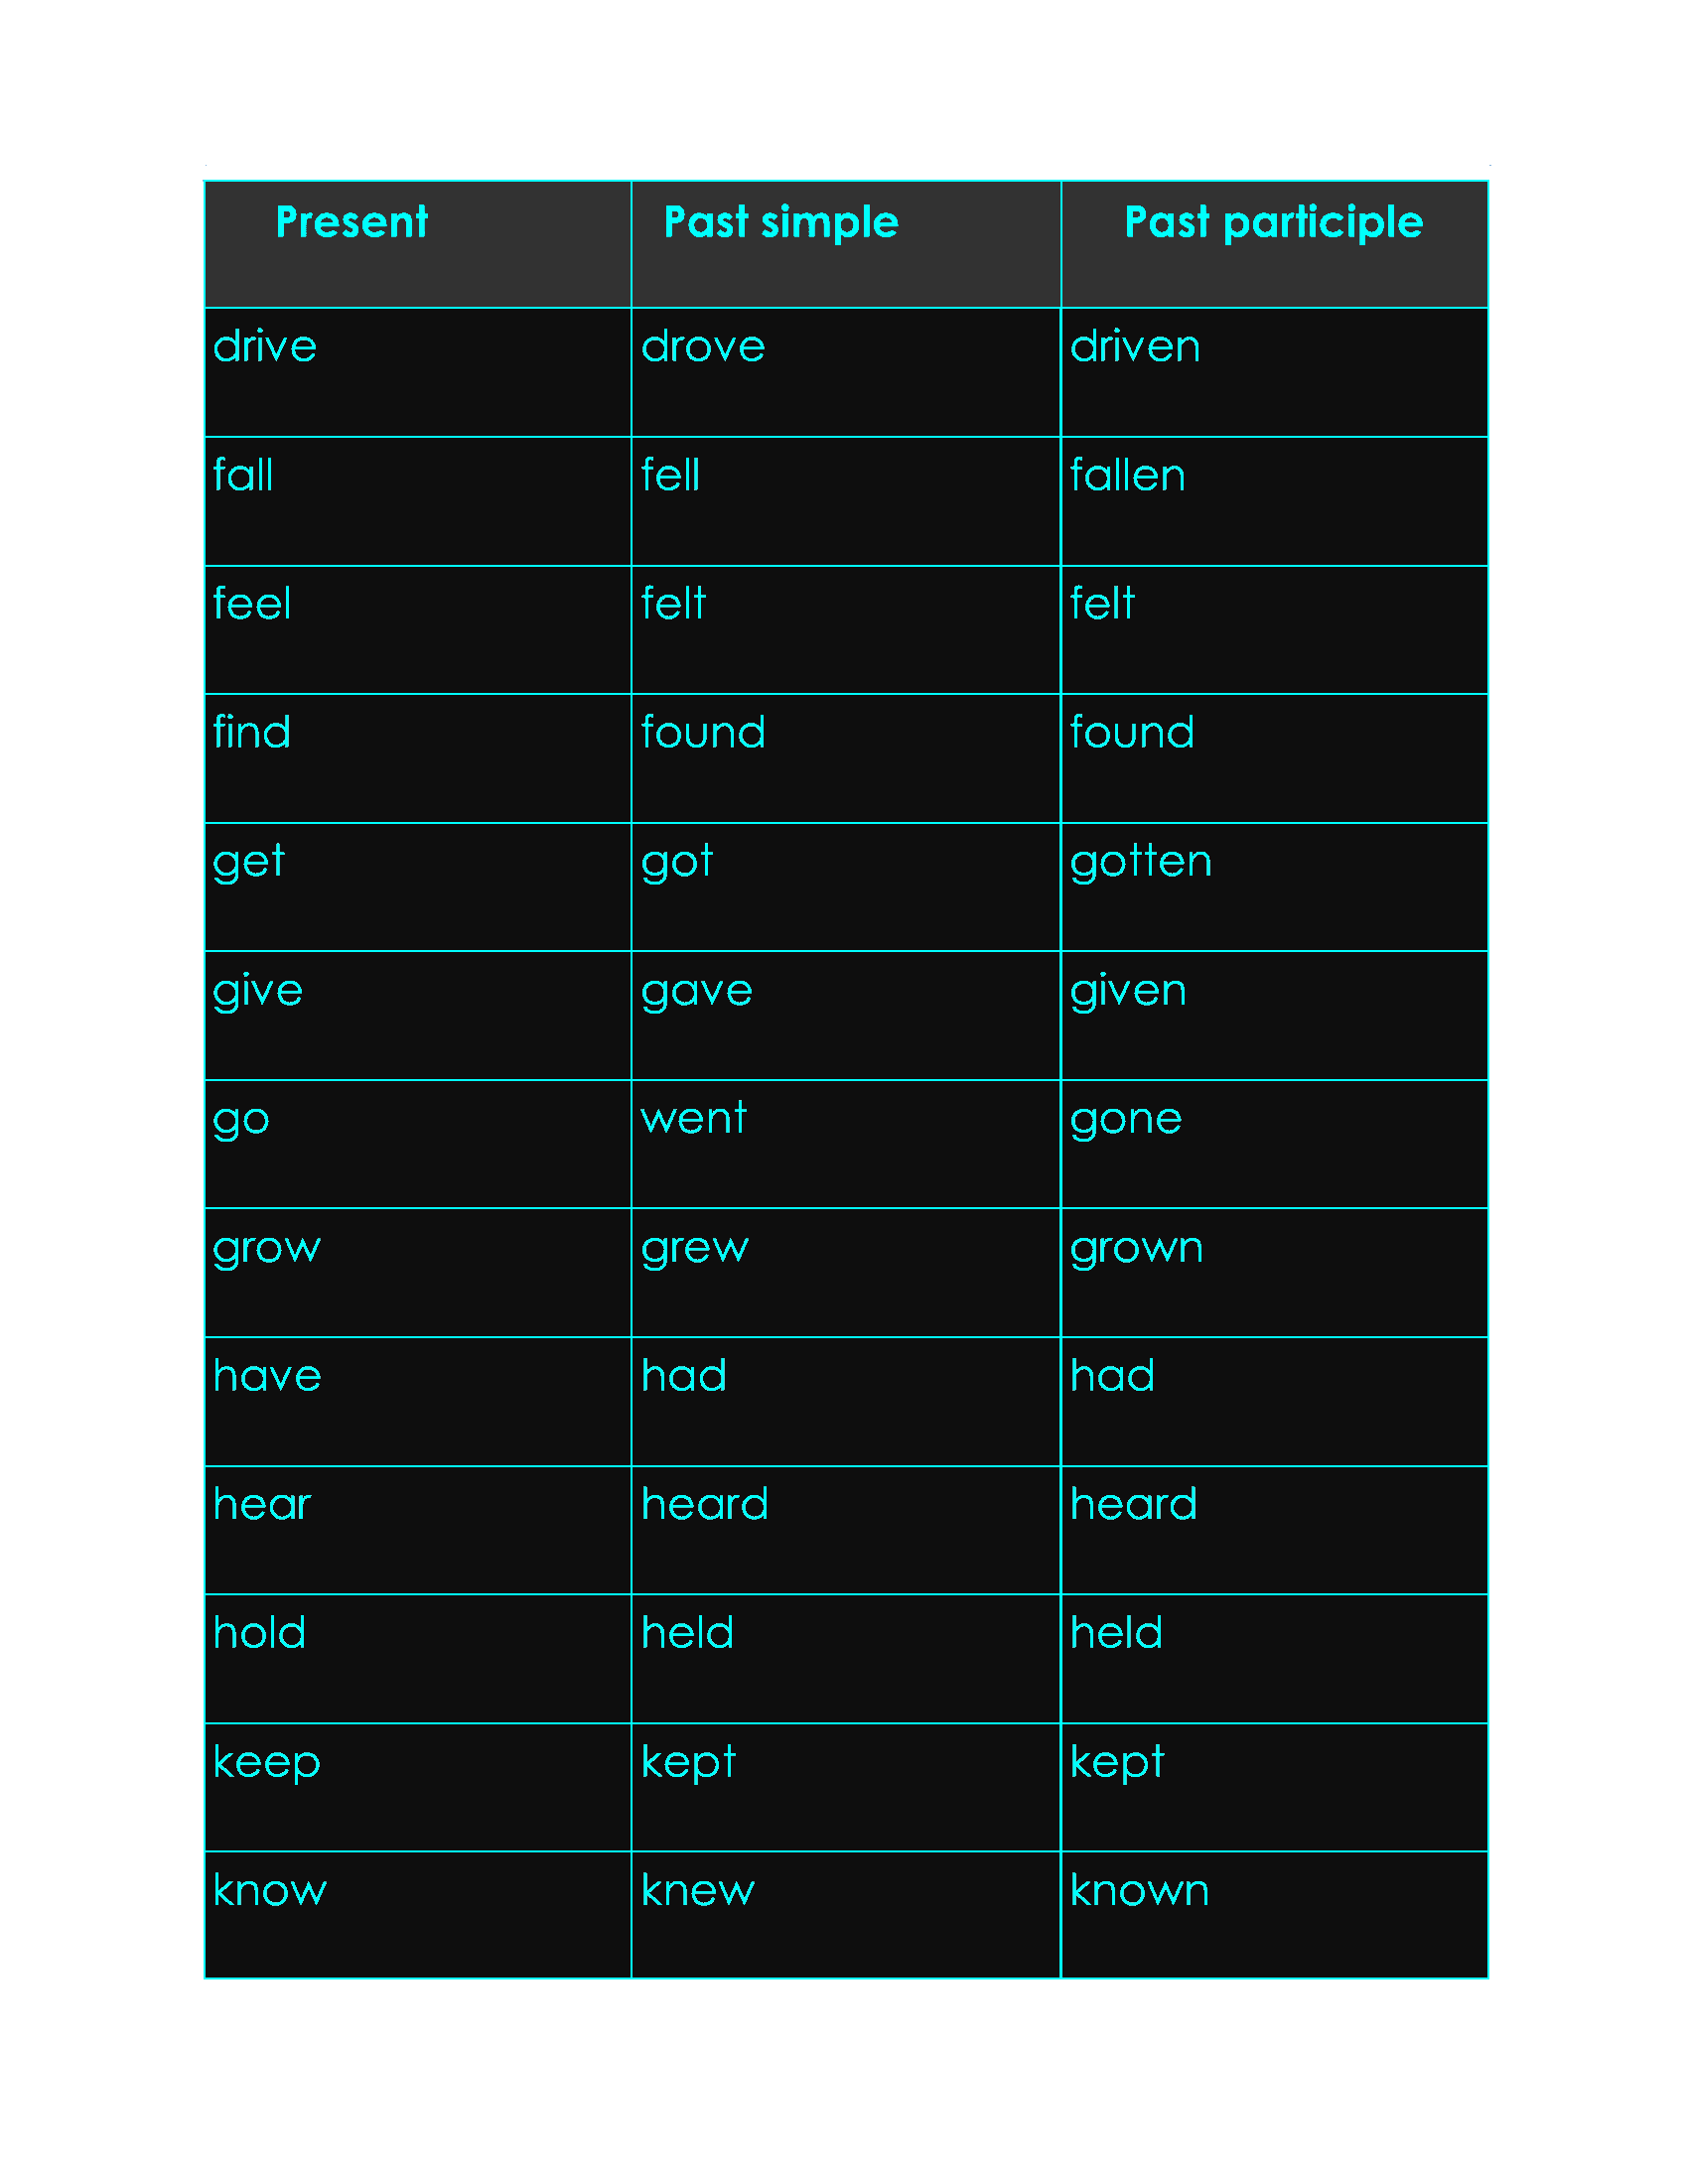 Present Past simple Past participle
drive drove driven
fall fell fallen
feel felt felt
find found found
get got gotten
give gave given
go went gone
grow grew grown
have had had
hear heard heard
hold held held
keep kept kept
know knew known